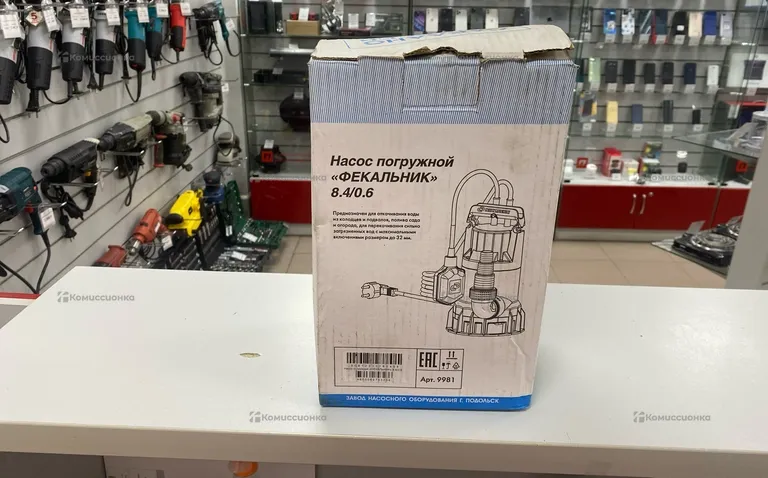 Насос погружной
«ФЕКАЛЬНИК»
8.4/0.6
Предназначен для откачивания воды
из колодцев и подвалов, полива сада
и огорода, для перекачивания сильно
загрязненных вод с максимальными
включениями размером до 32 мм.
EAC
Арт. 9981
ЗАВОД НАСОСНОГО ОБОРУДОВАНИЯ Г. ПОДОЛЬСК
Комиссионка
Комиссионка
Комиссионка
Комиссионка
Комиссионка
Комиссионка